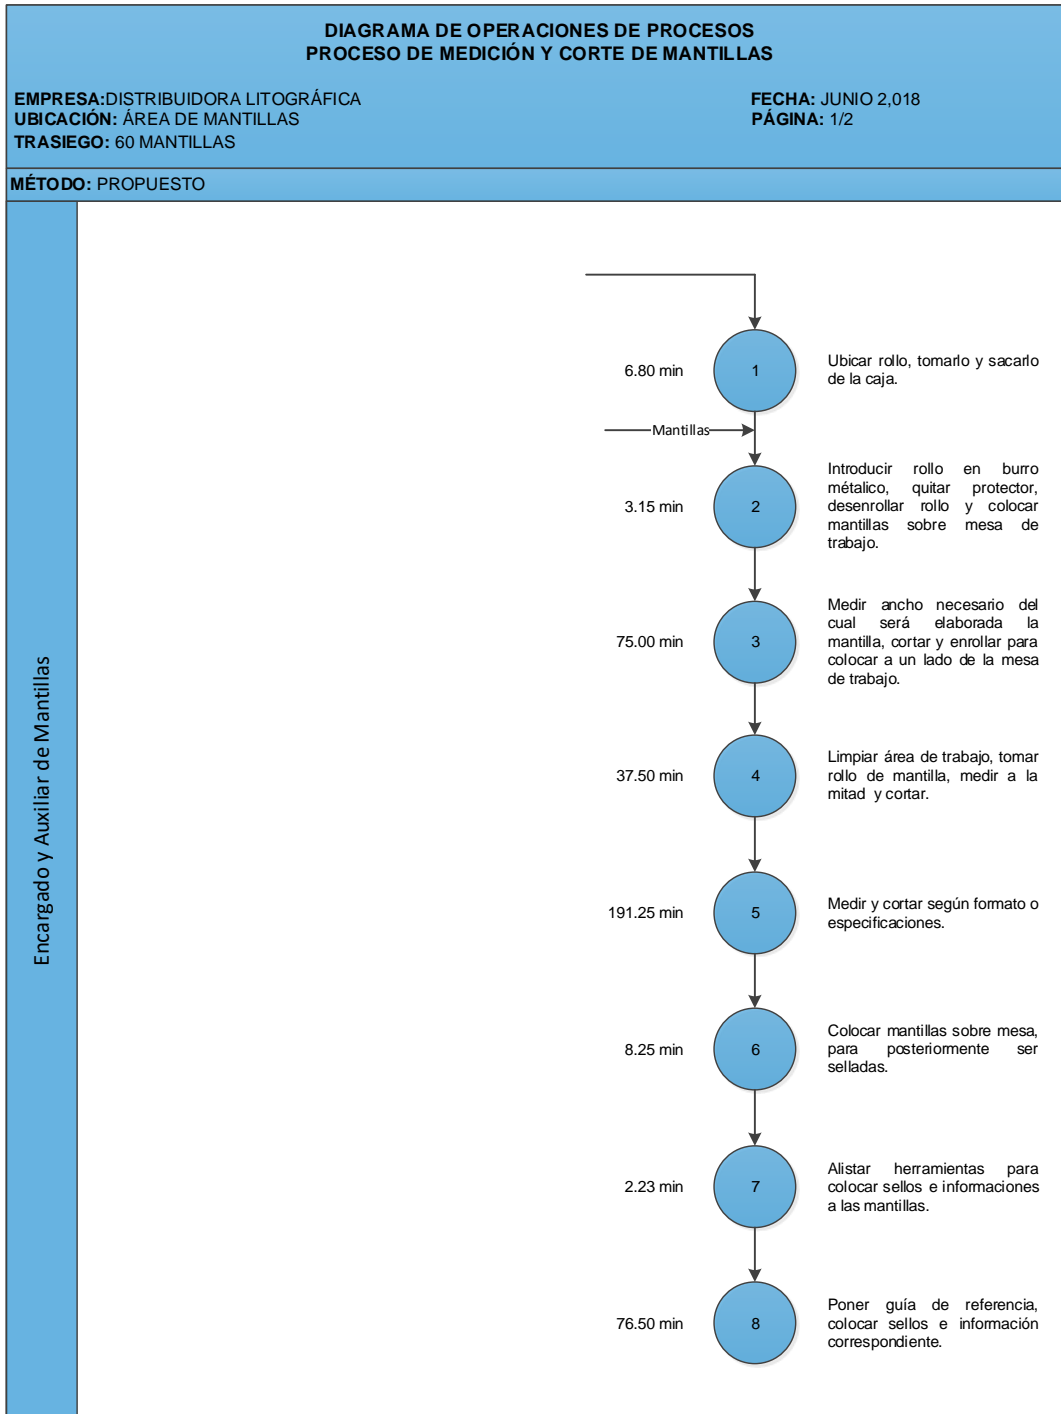 DIAGRAMA DE OPERACIONES DE PROCESOS
PROCESO DE MEDICIÓN Y CORTE DE MANTILLAS
EMPRESA:DISTRIBUIDORA LITOGRÁFICA
UBICACIÓN: ÁREA DE MANTILLAS
TRASIEGO: 60 MANTILLAS
FECHA: JUNIO 2,018
PÁGINA: 1/2
MÉTODO: PROPUESTO
Encargado y Auxiliar de Mantillas
6.80 min
1
Ubicar rollo, tomarlo y sacarlo
de la caja.
Mantillas
3.15 min
2
Introducir rollo en burro
métalico, quitar protector,
desenrollar rollo y colocar
mantillas sobre mesa de
trabajo.
75.00 min
3
Medir ancho necesario del
cual será elaborada la
mantilla, cortar y enrollar para
colocar a un lado de la mesa
de trabajo.
37.50 min
4
Limpiar área de trabajo, tomar
rollo de mantilla, medir a la
mitad y cortar.
191.25 min
5
Medir y cortar según formato o
especificaciones.
8.25 min
6
Colocar mantillas sobre mesa,
para posteriormente ser
selladas.
2.23 min
7
Alistar herramientas para
colocar sellos e informaciones
a las mantillas.
76.50 min
8
Poner guía de referencia,
colocar sellos e información
correspondiente.